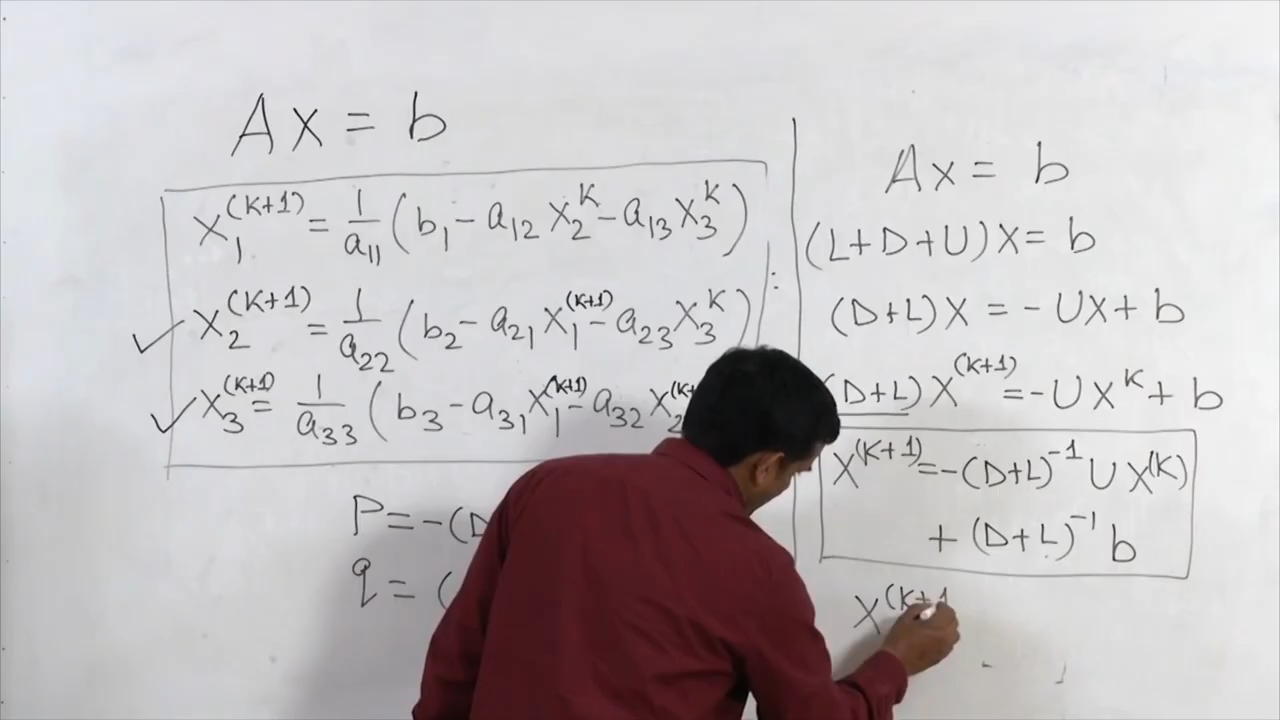 AX = b
X₁^(K+1) = 1/a₁₁ (b₁ - a₁₂ X₂^K - a₁₃ X₃^K)
X₂^(K+1) = 1/a₂₂ (b₂ - a₂₁ X₁^(K+1) - a₂₃ X₃^K)
X₃^(K+1) = 1/a₃₃ (b₃ - a₃₁ X₁^(K+1) - a₃₂ X₂^(K+
P = -(D
q = (
AX = b
(L+D+U)X = b
(D+L)X = -UX + b
(D+L)X^(K+1) = -UX^K + b
X^(K+1) = -(D+L)^-1 U X^(K)
+ (D+L)^-1 b
X^(K+1